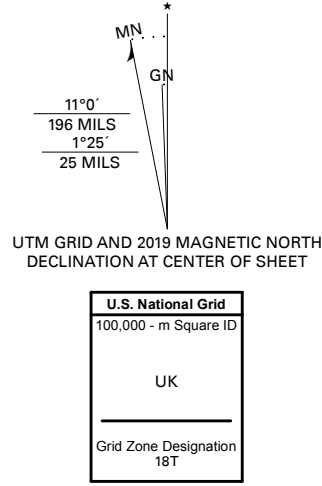 ★
MN
GN
11°0´
196 MILS
1°25´
25 MILS
UTM GRID AND 2019 MAGNETIC NORTH
DECLINATION AT CENTER OF SHEET
U.S. National Grid
100,000 - m Square ID
UK
Grid Zone Designation
18T